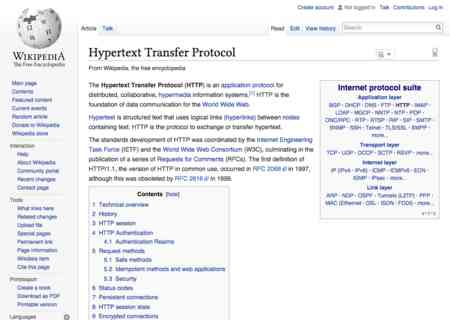 Create account Not logged in Talk Contributions Log in
Article Talk Read Edit View history Search
WIKIPEDIA
The Free Encyclopedia
Main page
Contents
Featured content
Current events
Random article
Donate to Wikipedia
Wikipedia store
Interaction
Help
About Wikipedia
Community portal
Recent changes
Contact page
Tools
What links here
Related changes
Upload file
Special pages
Permanent link
Page information
Wikidata item
Cite this page
Print/export
Create a book
Download as PDF
Printable version
Languages
Hypertext Transfer Protocol
From Wikipedia, the free encyclopedia
The Hypertext Transfer Protocol (HTTP) is an application protocol for
distributed, collaborative, hypermedia information systems.[1] HTTP is the
foundation of data communication for the World Wide Web.
Hypertext is structured text that uses logical links (hyperlinks) between nodes
containing text. HTTP is the protocol to exchange or transfer hypertext.
The standards development of HTTP was coordinated by the Internet Engineering
Task Force (IETF) and the World Wide Web Consortium (W3C), culminating in the
publication of a series of Requests for Comments (RFCs). The first definition of
HTTP/1.1, the version of HTTP in common use, occurred in RFC 2068 in 1997,
although this was obsoleted by RFC 2616 in 1999.
Contents [hide]
1 Technical overview
2 History
3 HTTP session
4 HTTP Authentication
4.1 Authentication Realms
5 Request methods
5.1 Safe methods
5.2 Idempotent methods and web applications
5.3 Security
6 Status codes
7 Persistent connections
8 HTTP session state
9 Encrypted connections
Internet protocol suite
Application layer
BGP · DHCP · DNS · FTP · HTTP · IMAP ·
LDAP · MGCP · NNTP · NTP · POP ·
ONC/RPC · RTP · RTSP · RIP · SIP · SMTP ·
SNMP · SSH · Telnet · TLS/SSL · XMPP ·
more...
Transport layer
TCP · UDP · DCCP · SCTP · RSVP · more...
Internet layer
IP (IPv4 · IPv6) · ICMP · ICMPv6 · ECN ·
IGMP · IPsec · more...
Link layer
ARP · NDP · OSPF · Tunnels (L2TP) · PPP ·
MAC (Ethernet · DSL · ISDN · FDDI) · more...
v · t · e